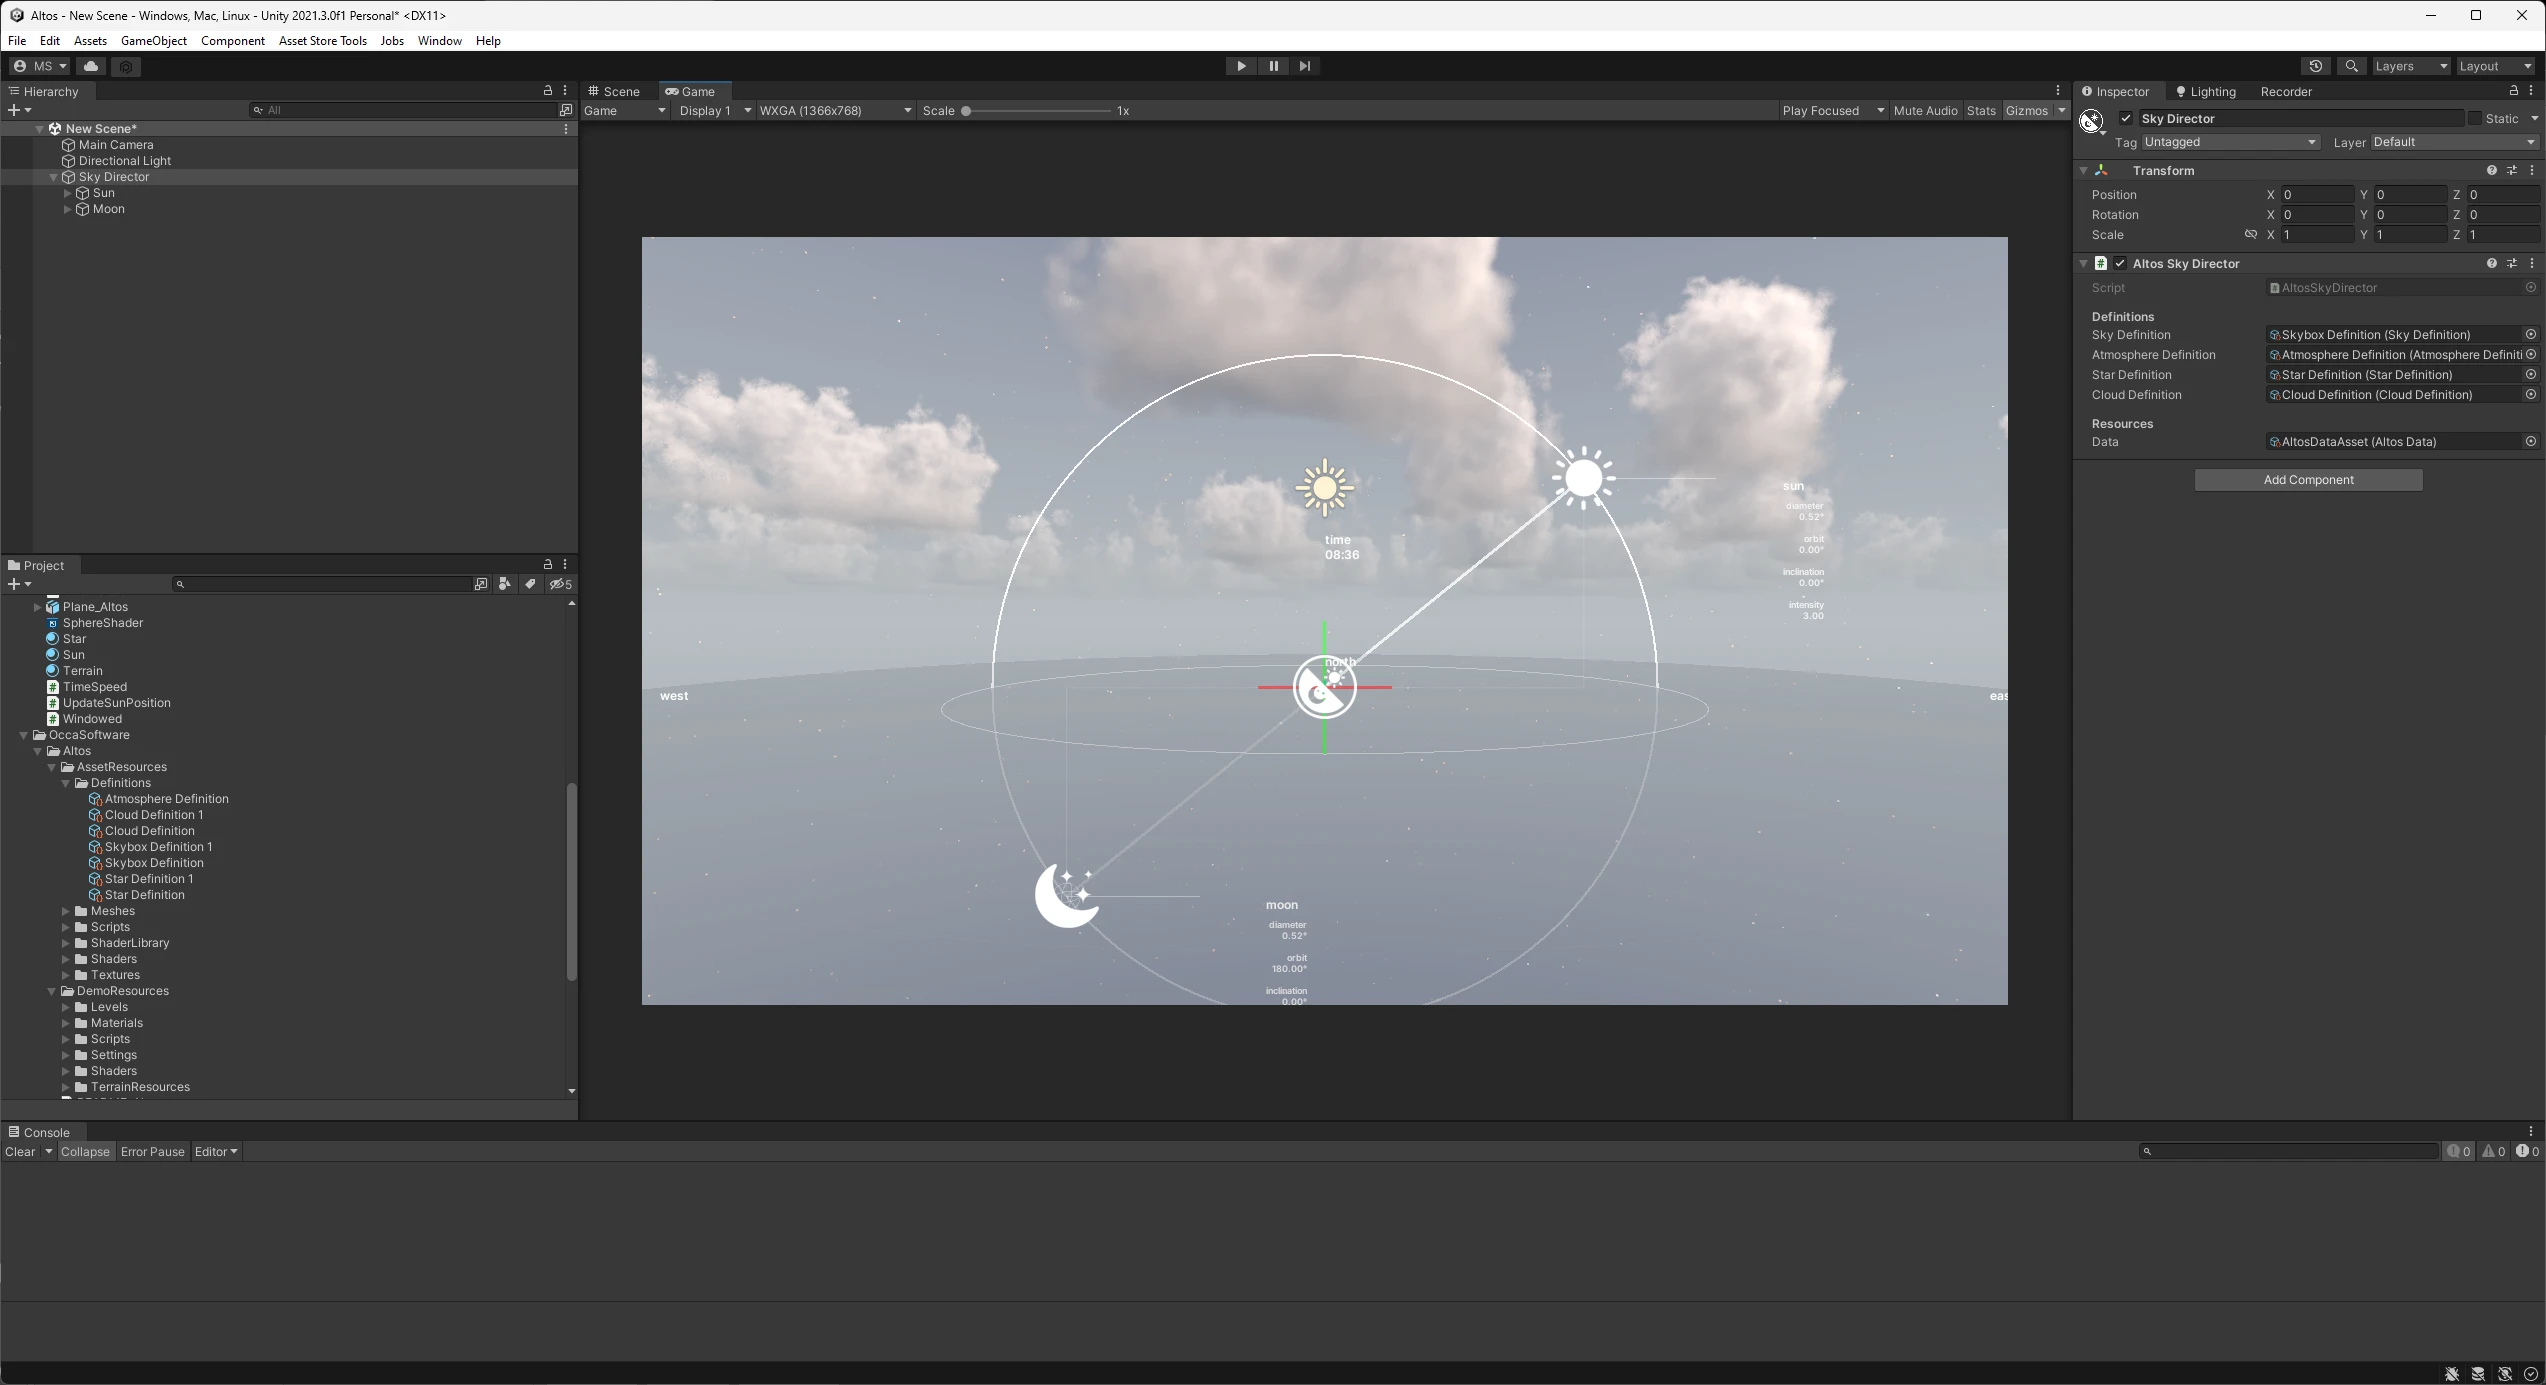 Altos - New Scene - Windows, Mac, Linux - Unity 2021.3.0f1 Personal* <DX11>
File Edit Assets GameObject Component Asset Store Tools Jobs Window Help
MS
Layers Layout
Hierarchy
All
New Scene*
Main Camera
Directional Light
Sky Director
Sun
Moon
Project
5
Plane_Altos
SphereShader
Star
Sun
Terrain
TimeSpeed
UpdateSunPosition
Windowed
OccaSoftware
Altos
AssetResources
Definitions
Atmosphere Definition
Cloud Definition 1
Cloud Definition
Skybox Definition 1
Skybox Definition
Star Definition 1
Star Definition
Meshes
Scripts
ShaderLibrary
Shaders
Textures
DemoResources
Levels
Materials
Scripts
Settings
Shaders
TerrainResources
Scene Game
Game Display 1 WXGA (1366x768) Scale 1x Play Focused Mute Audio Stats Gizmos
time
08:36
sun
diameter
0.52°
orbit
0.00°
inclination
0.00°
intensity
3.00
north
west
eas
moon
diameter
0.52°
orbit
180.00°
inclination
0.00°
Inspector Lighting Recorder
Sky Director Static
Tag Untagged Layer Default
Transform
Position X 0 Y 0 Z 0
Rotation X 0 Y 0 Z 0
Scale X 1 Y 1 Z 1
# Altos Sky Director
Script AltosSkyDirector
Definitions
Sky Definition Skybox Definition (Sky Definition)
Atmosphere Definition Atmosphere Definition (Atmosphere Definiti
Star Definition Star Definition (Star Definition)
Cloud Definition Cloud Definition (Cloud Definition)
Resources
Data AltosDataAsset (Altos Data)
Add Component
Console
Clear Collapse Error Pause Editor
0 0 0